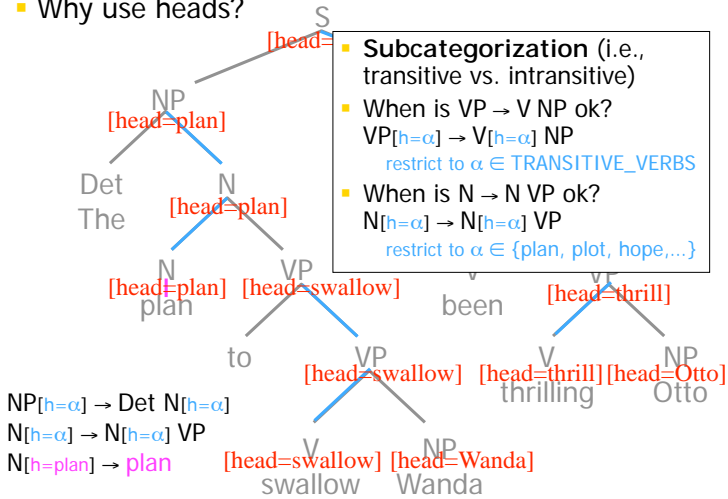 Why use heads?
S
[head=
Subcategorization (i.e.,
transitive vs. intransitive)
When is VP → V NP ok?
VP[h=α] → V[h=α] NP
restrict to α ∈ TRANSITIVE_VERBS
When is N → N VP ok?
N[h=α] → N[h=α] VP
restrict to α ∈ {plan, plot, hope,…}
NP
[head=plan]
Det
The
N
[head=plan]
N
[head=plan]
plan
VP
[head=swallow]
V
been
VP
[head=thrill]
to
VP
[head=swallow]
V
[head=thrill]
thrilling
NP
[head=Otto]
Otto
NP[h=α] → Det N[h=α]
N[h=α] → N[h=α] VP
N[h=plan] → plan
V
[head=swallow]
swallow
NP
[head=Wanda]
Wanda